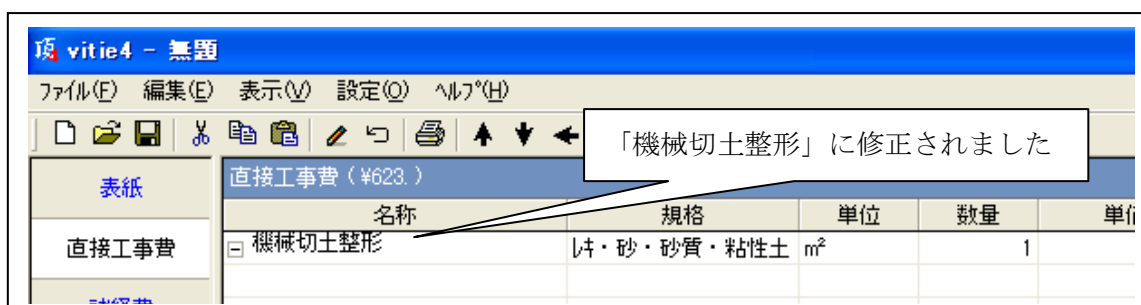 頂 vitie4 - 無題
ファイル(F) 編集(E) 表示(V) 設定(O) ヘルプ(H)
「機械切土整形」に修正されました
表紙
直接工事費(¥623.)
名称 規格 単位 数量
直接工事費
機械切土整形 ﾚｷ・砂・砂質・粘性土 m² 1